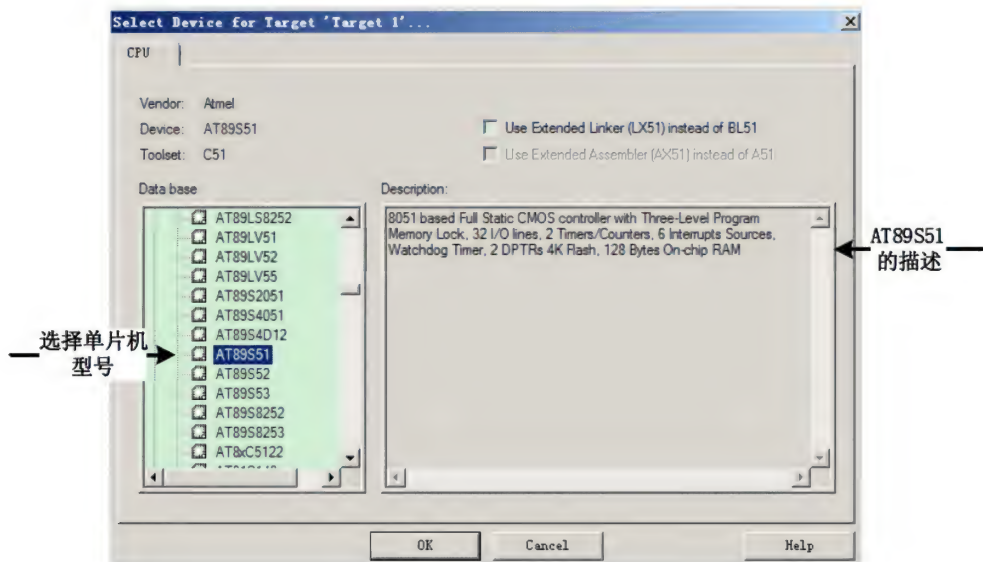 Select Device for Target 'Target 1'...
CPU
Vendor: Atmel
Device: AT89S51
Toolset: C51
Use Extended Linker (LX51) instead of BL51
Use Extended Assembler (AX51) instead of A51
Data base
AT89LS8252
AT89LV51
AT89LV52
AT89LV55
AT89S2051
AT89S4051
AT89S4D12
AT89S51
AT89S52
AT89S53
AT89S8252
AT89S8253
AT8xC5122
Description:
8051 based Full Static CMOS controller with Three-Level Program
Memory Lock, 32 I/O lines, 2 Timers/Counters, 6 Interrupts Sources,
Watchdog Timer, 2 DPTRs 4K Flash, 128 Bytes On-chip RAM
选择单片机
型号
AT89S51
的描述
OK
Cancel
Help